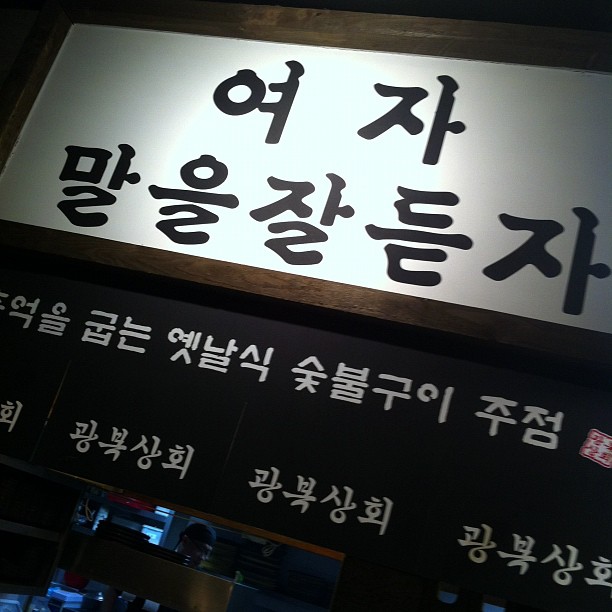 여 자
말을잘듣자
추억을 굽는 옛날식 숯불구이 주점
광복상회 광복상회 광복상회